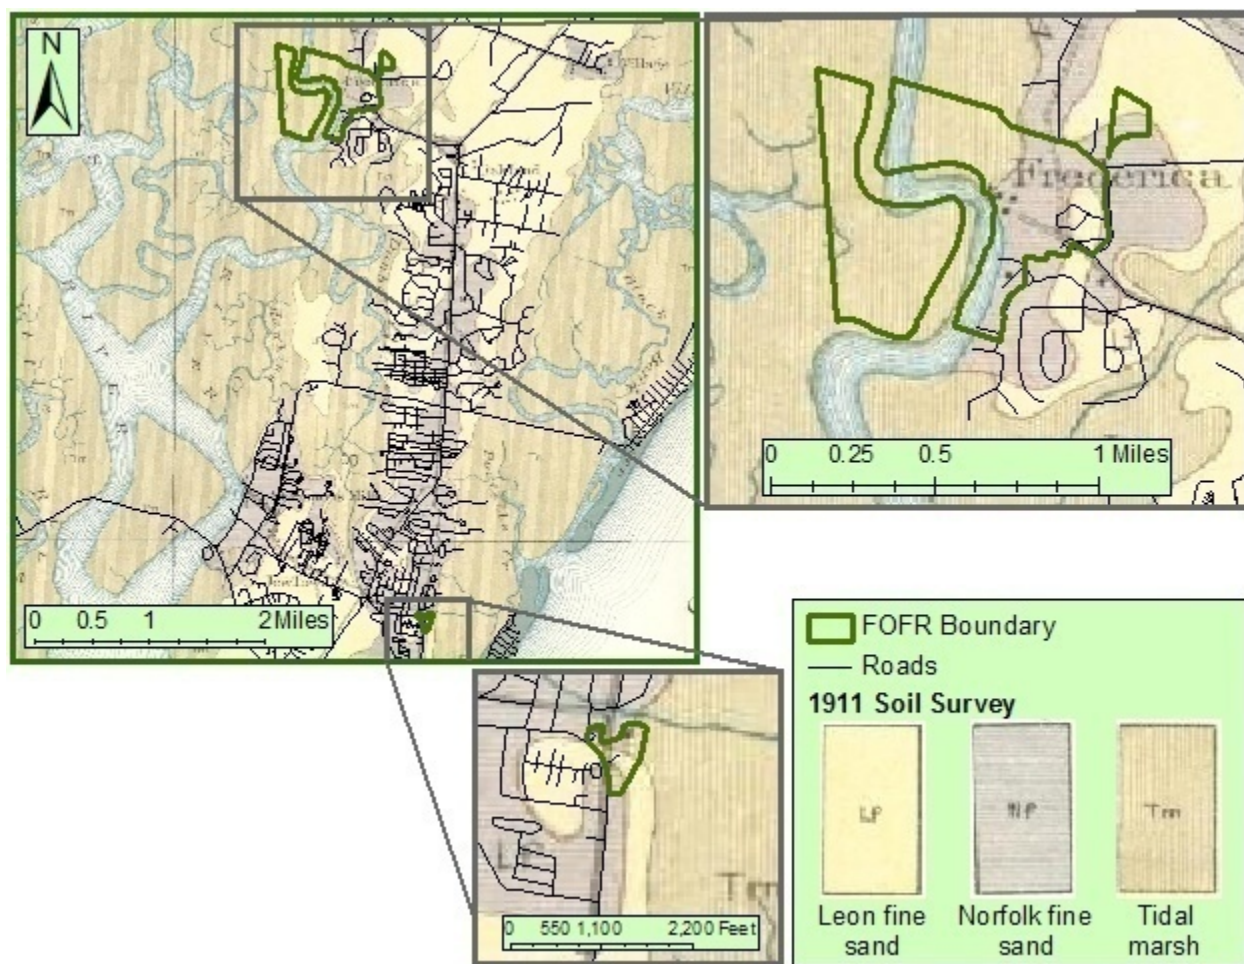 N
Village
Frederica
0 0.25 0.5 1 Miles
0 0.5 1 2 Miles
FOFR Boundary
Roads
1911 Soil Survey
Lf
Nf
Tm
Leon fine
sand
Norfolk fine
sand
Tidal
marsh
Tm
0 550 1,100 2,200 Feet